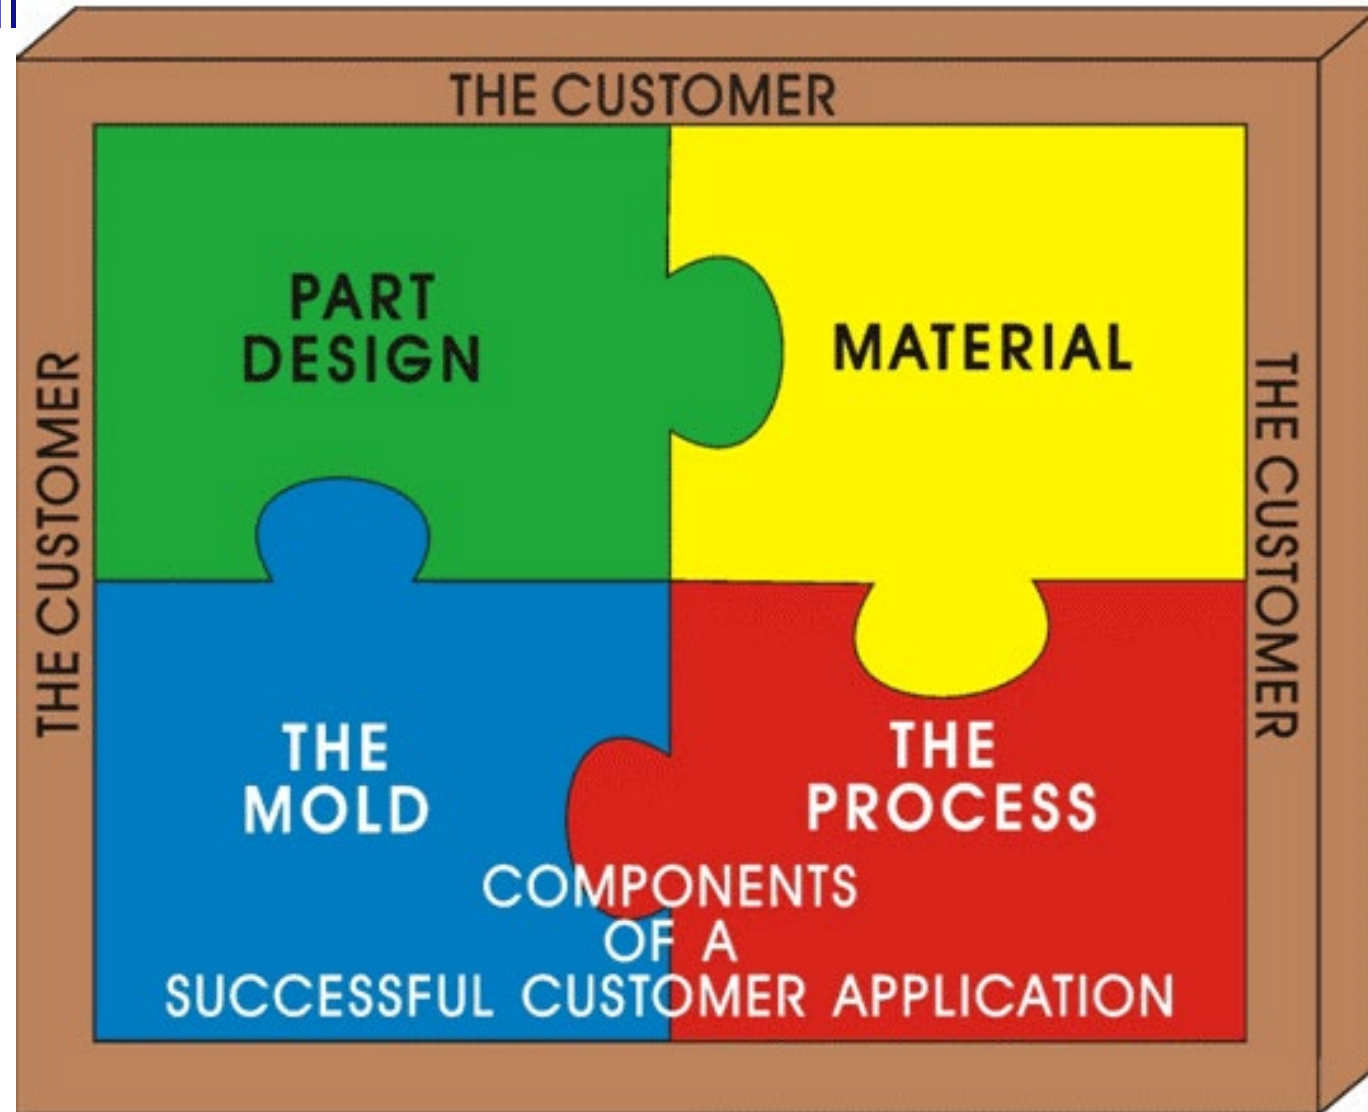 THE CUSTOMER
THE CUSTOMER
PART
DESIGN
MATERIAL
THE CUSTOMER
THE
MOLD
THE
PROCESS
COMPONENTS
OF A
SUCCESSFUL CUSTOMER APPLICATION